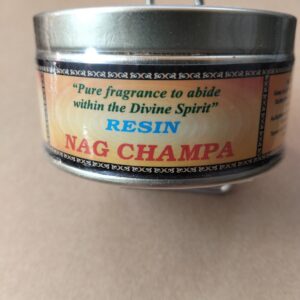 "Pure fragrance to abide
within the Divine Spirit"
RESIN
NAG CHAMPA